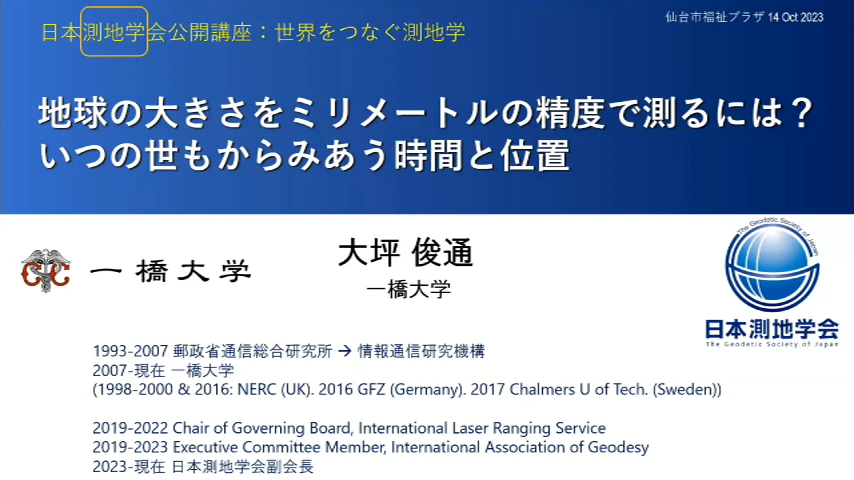 日本測地学会公開講座：世界をつなぐ測地学
仙台市福祉プラザ 14 Oct 2023
地球の大きさをミリメートルの精度で測るには？
いつの世もからみあう時間と位置
一橋大学
大坪 俊通
一橋大学
The Geodetic Society of Japan
日本測地学会
The Geodetic Society of Japan
1993-2007 郵政省通信総合研究所 → 情報通信研究機構
2007-現在 一橋大学
(1998-2000 & 2016: NERC (UK). 2016 GFZ (Germany). 2017 Chalmers U of Tech. (Sweden))
2019-2022 Chair of Governing Board, International Laser Ranging Service
2019-2023 Executive Committee Member, International Association of Geodesy
2023-現在 日本測地学会副会長